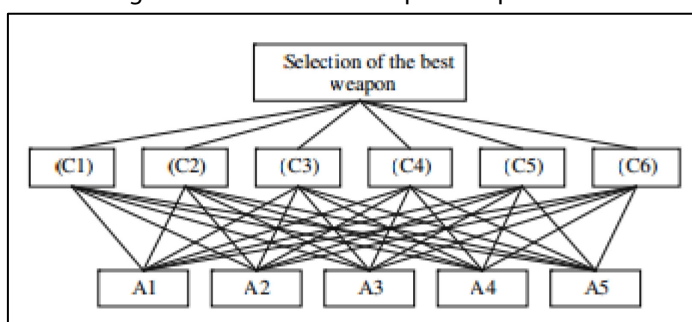 Selection of the best
weapon
(C1) (C2) (C3) (C4) (C5) (C6)
A1 A2 A3 A4 A5